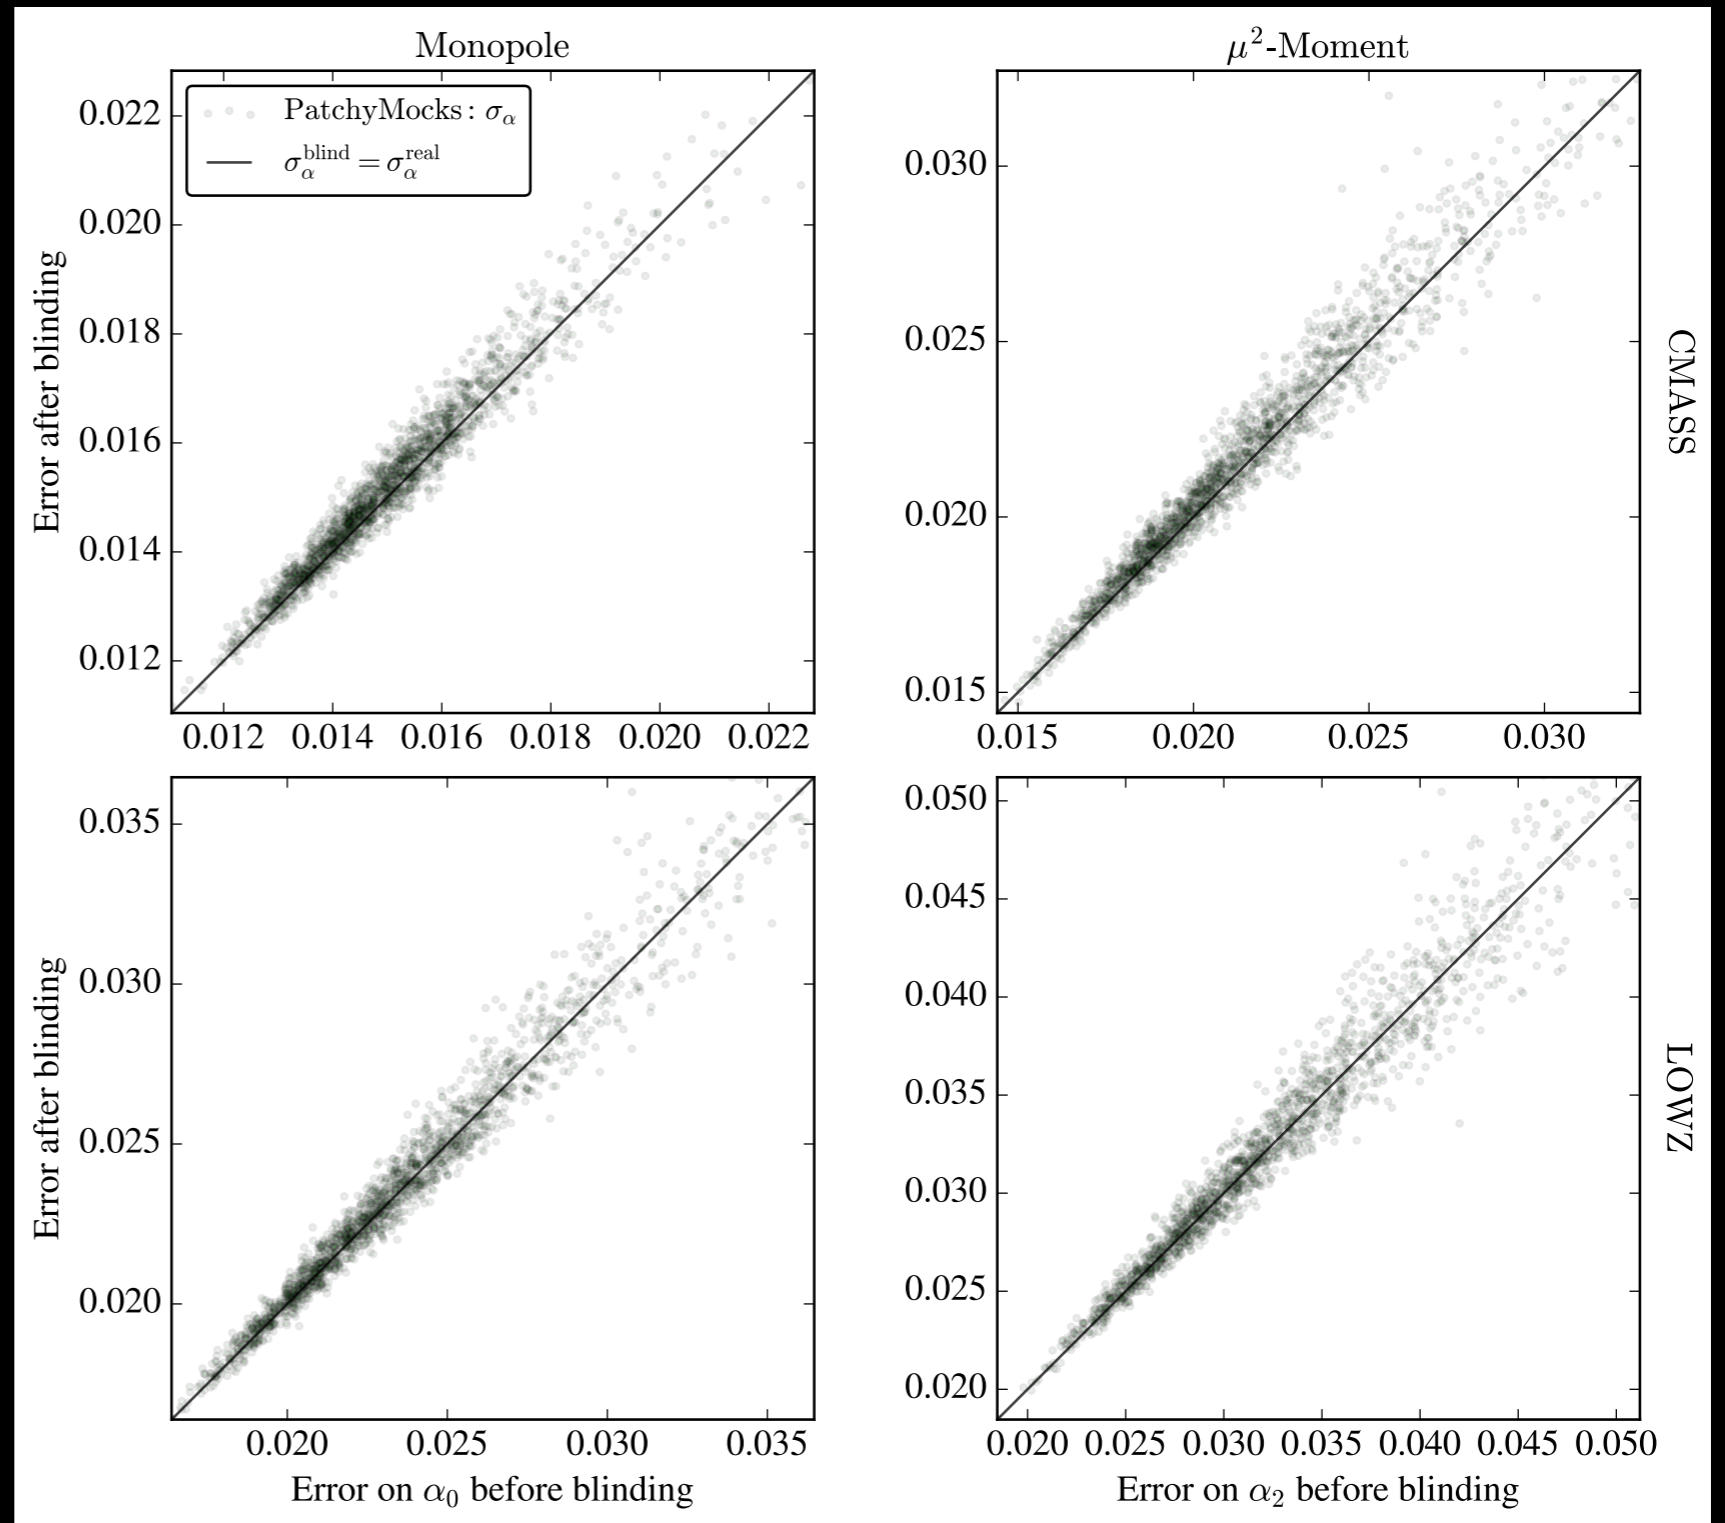 Monopole
μ²-Moment
PatchyMocks: σ_α
σ_α^blind = σ_α^real
Error after blinding
0.022
0.020
0.018
0.016
0.014
0.012
0.012 0.014 0.016 0.018 0.020 0.022
0.030
0.025
0.020
0.015
0.015 0.020 0.025 0.030
CMASS
Error after blinding
0.035
0.030
0.025
0.020
0.020 0.025 0.030 0.035
Error on α₀ before blinding
0.050
0.045
0.040
0.035
0.030
0.025
0.020
0.020 0.025 0.030 0.035 0.040 0.045 0.050
Error on α₂ before blinding
LOWZ